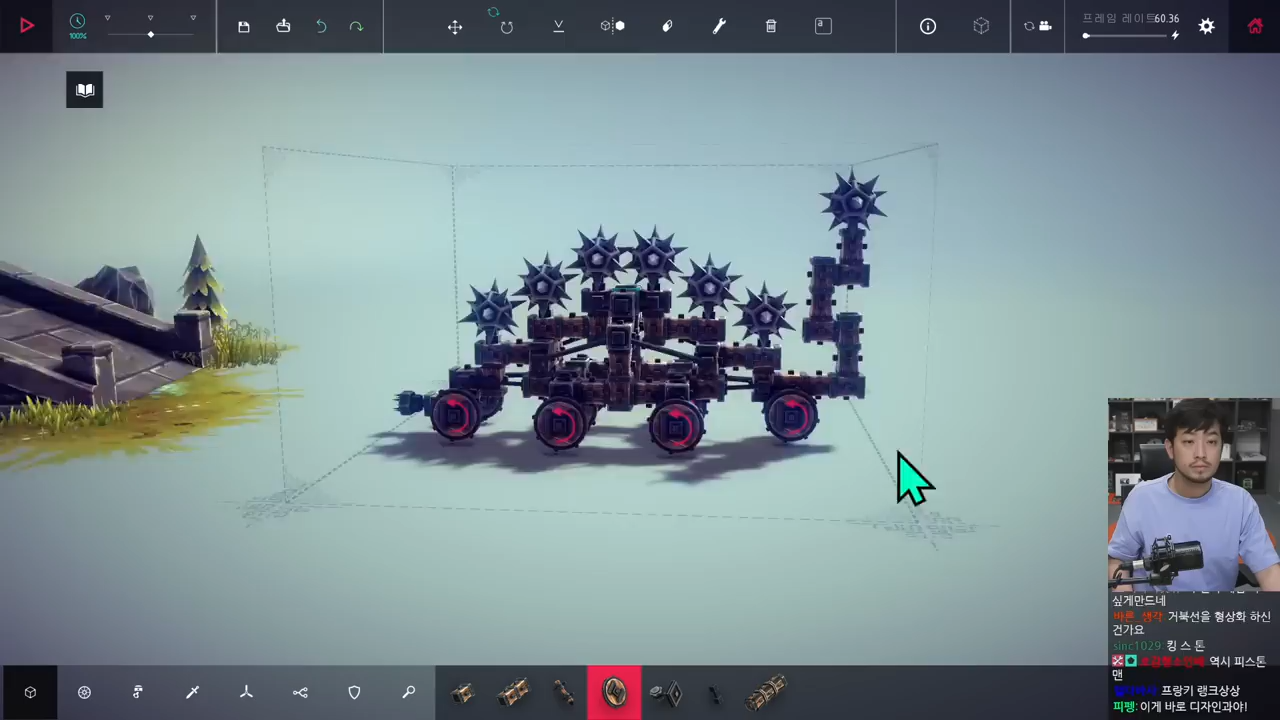 100%
a
프레임 레이트60.36
싶게만드네
바른_생각: 거북선을 형상화 하신
건가요
sinc1029: 킹 스 톤
역시 피스톤
맨
프랑키 랭크상상
피펭: 이게 바로 디자인과야!